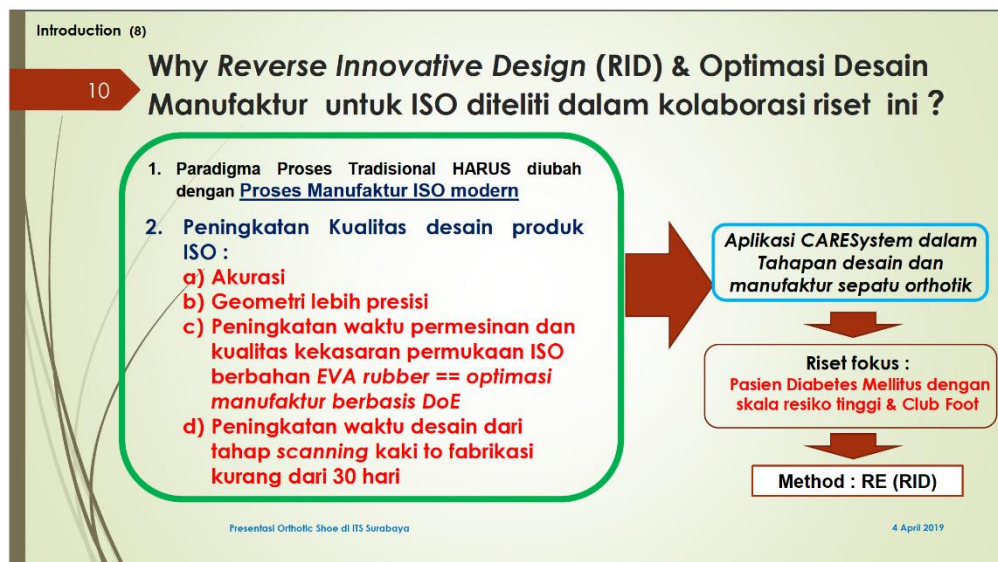 Introduction (8)
10
Why Reverse Innovative Design (RID) & Optimasi Desain
Manufaktur untuk ISO diteliti dalam kolaborasi riset ini ?
1. Paradigma Proses Tradisional HARUS diubah
dengan Proses Manufaktur ISO modern
2. Peningkatan Kualitas desain produk
ISO :
a) Akurasi
b) Geometri lebih presisi
c) Peningkatan waktu permesinan dan
kualitas kekasaran permukaan ISO
berbahan EVA rubber == optimasi
manufaktur berbasis DoE
d) Peningkatan waktu desain dari
tahap scanning kaki to fabrikasi
kurang dari 30 hari
Aplikasi CARESystem dalam
Tahapan desain dan
manufaktur sepatu orthotik
Riset fokus :
Pasien Diabetes Mellitus dengan
skala resiko tinggi & Club Foot
Method : RE (RID)
Presentasi Orthotic Shoe di ITS Surabaya
4 April 2019